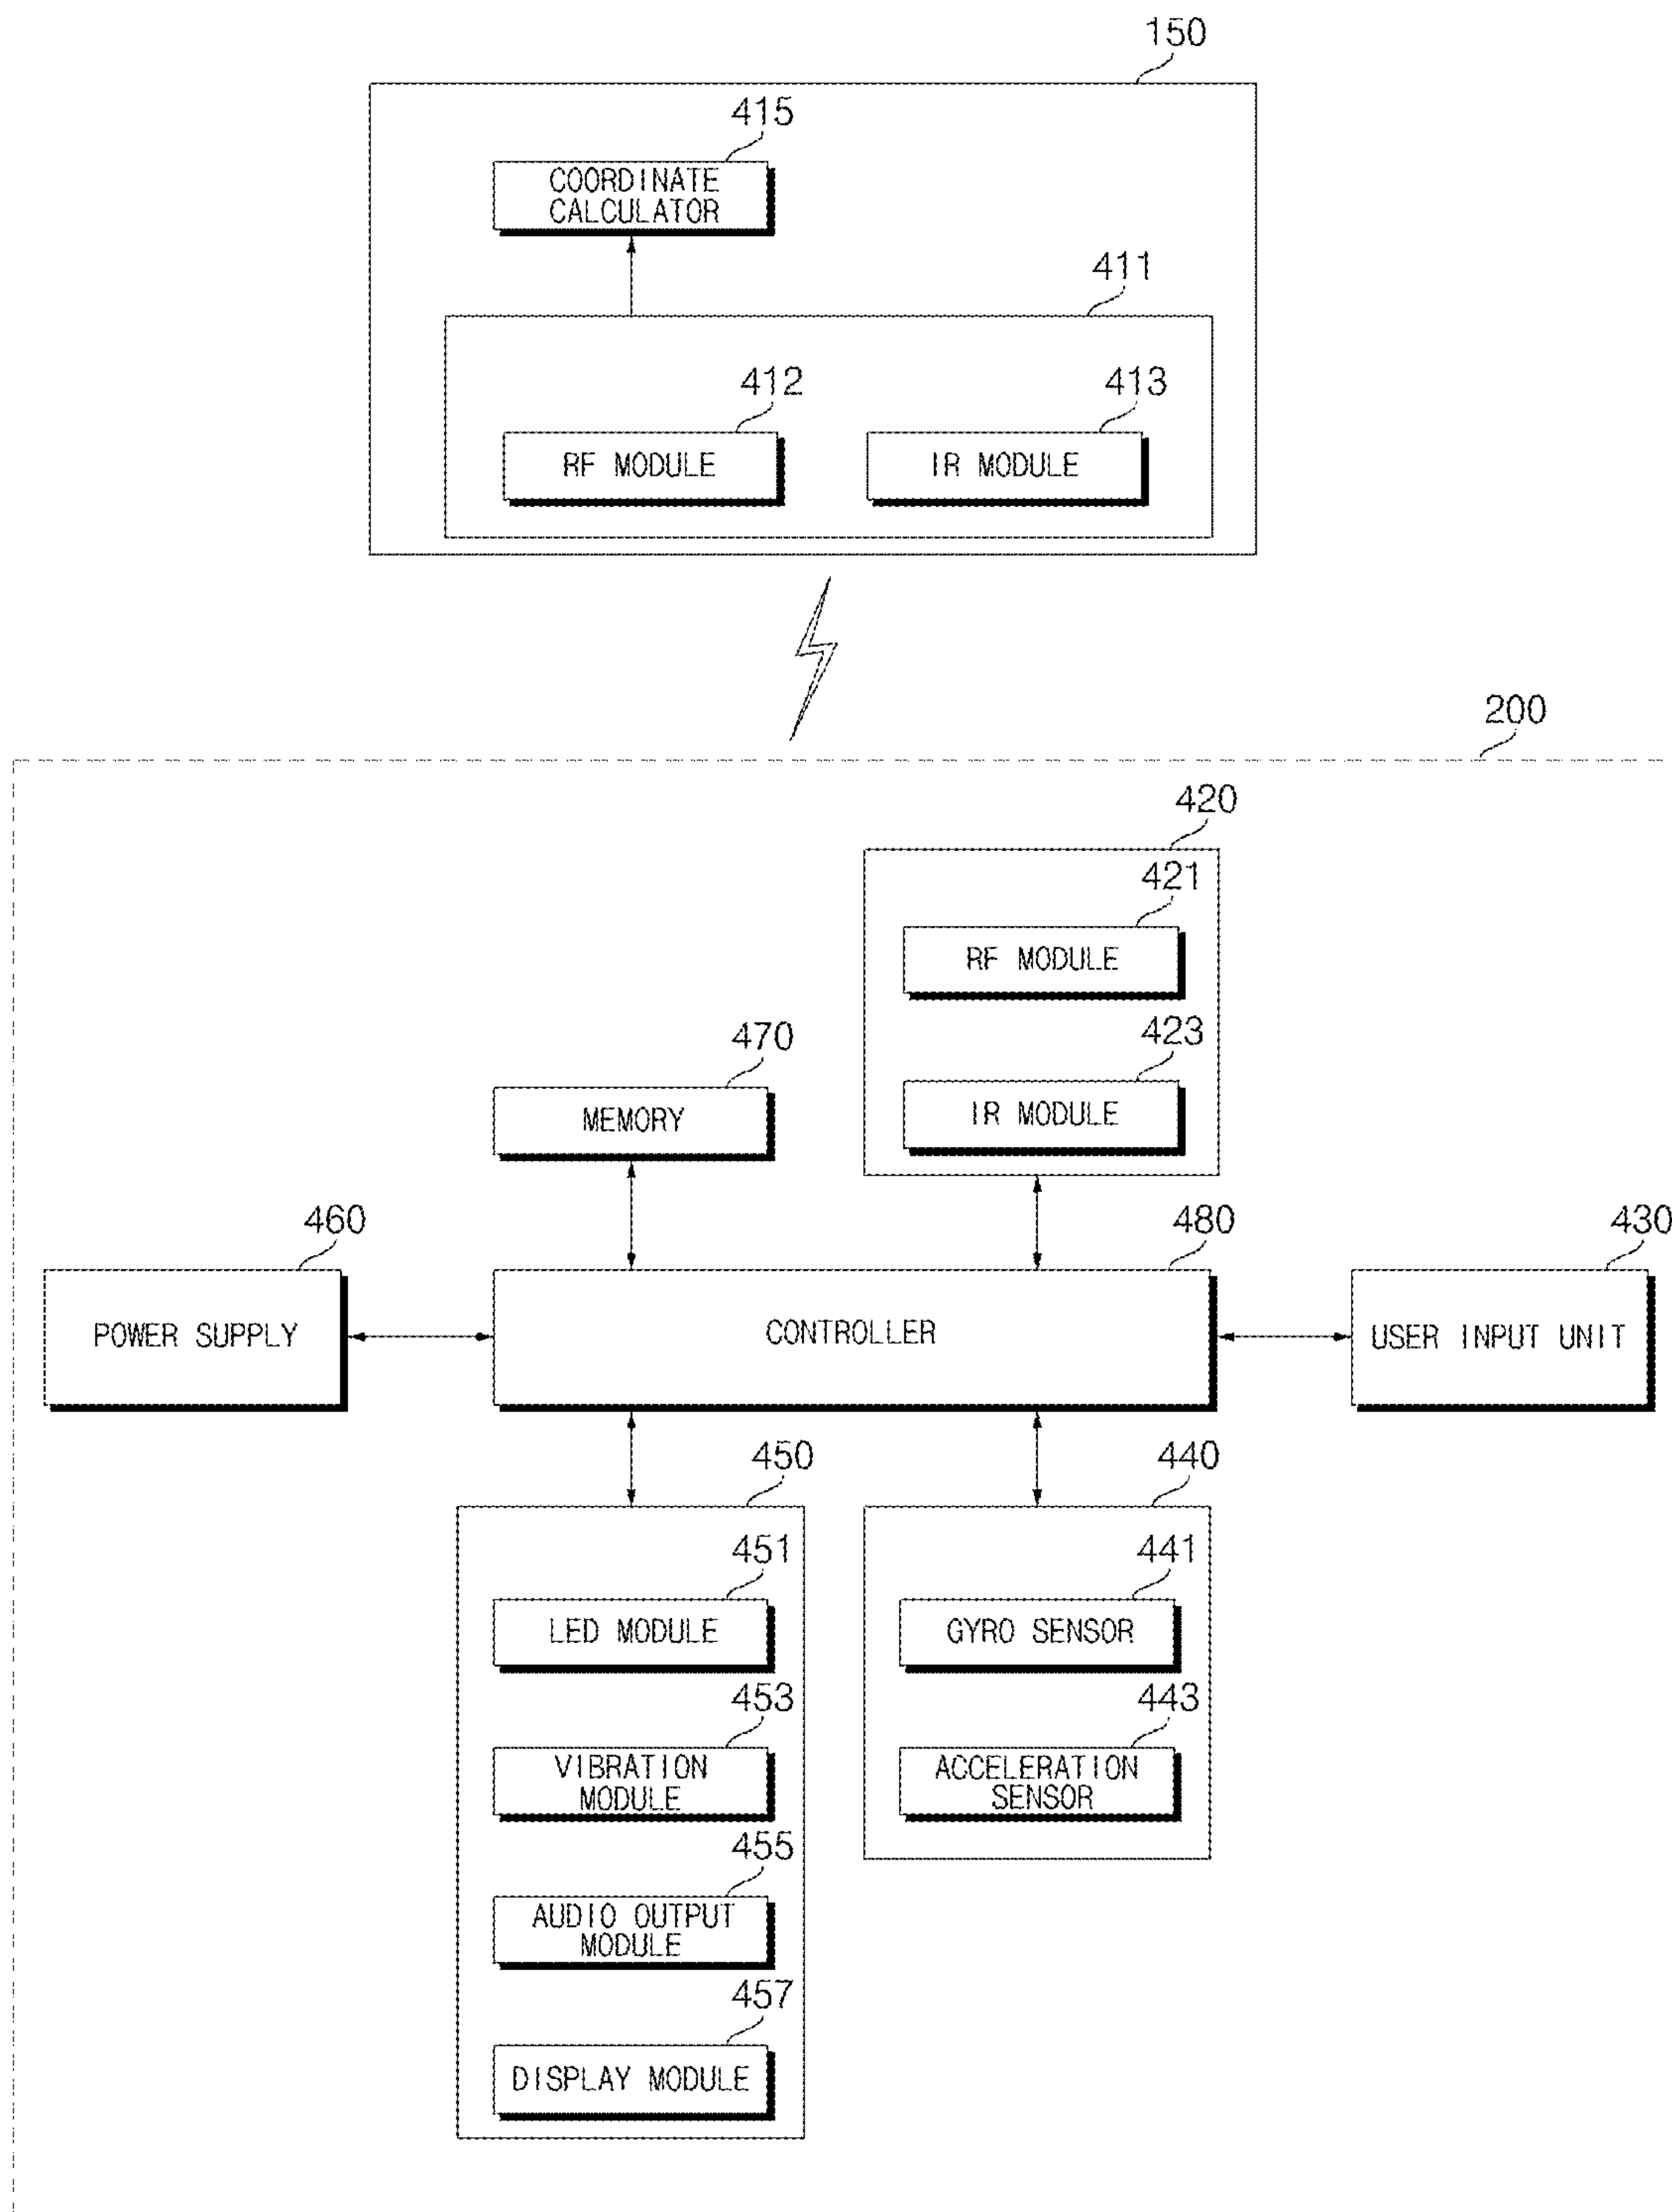 150
415
COORDINATE
CALCULATOR
411
412
413
RF MODULE
IR MODULE
200
420
421
RF MODULE
470
423
MEMORY
IR MODULE
460
480
430
POWER SUPPLY
CONTROLLER
USER INPUT UNIT
450
440
451
441
LED MODULE
GYRO SENSOR
453
443
VIBRATION
MODULE
ACCELERATION
SENSOR
455
AUDIO OUTPUT
MODULE
457
DISPLAY MODULE